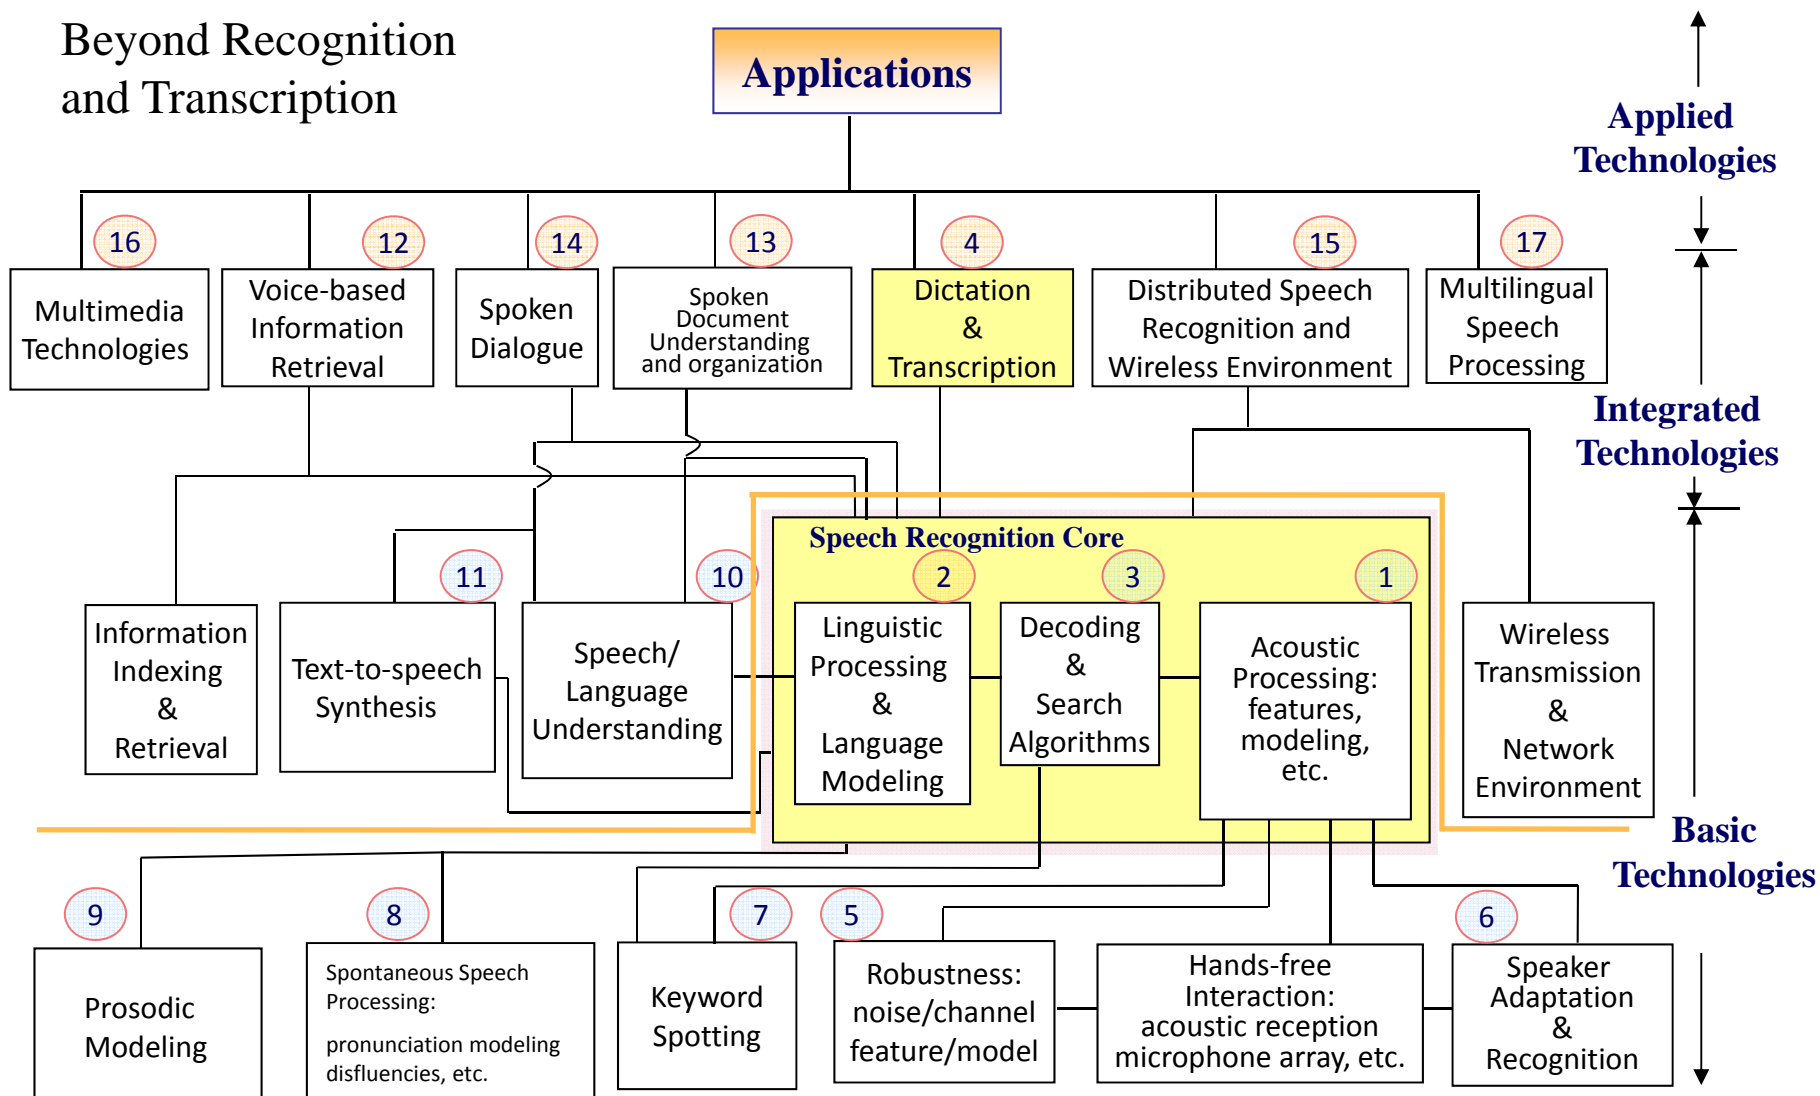 Beyond Recognition
and Transcription
Applications
Applied
Technologies
16
12
14
13
4
15
17
Multimedia
Technologies
Voice-based
Information
Retrieval
Spoken
Dialogue
Spoken
Document
Understanding
and organization
Dictation
&
Transcription
Distributed Speech
Recognition and
Wireless Environment
Multilingual
Speech
Processing
Integrated
Technologies
Speech Recognition Core
11
10
2
3
1
Information
Indexing
&
Retrieval
Text-to-speech
Synthesis
Speech/
Language
Understanding
Linguistic
Processing
&
Language
Modeling
Decoding
&
Search
Algorithms
Acoustic
Processing:
features,
modeling,
etc.
Wireless
Transmission
&
Network
Environment
Basic
Technologies
9
8
7
5
6
Prosodic
Modeling
Spontaneous Speech
Processing:
pronunciation modeling
disfluencies, etc.
Keyword
Spotting
Robustness:
noise/channel
feature/model
Hands-free
Interaction:
acoustic reception
microphone array, etc.
Speaker
Adaptation
&
Recognition